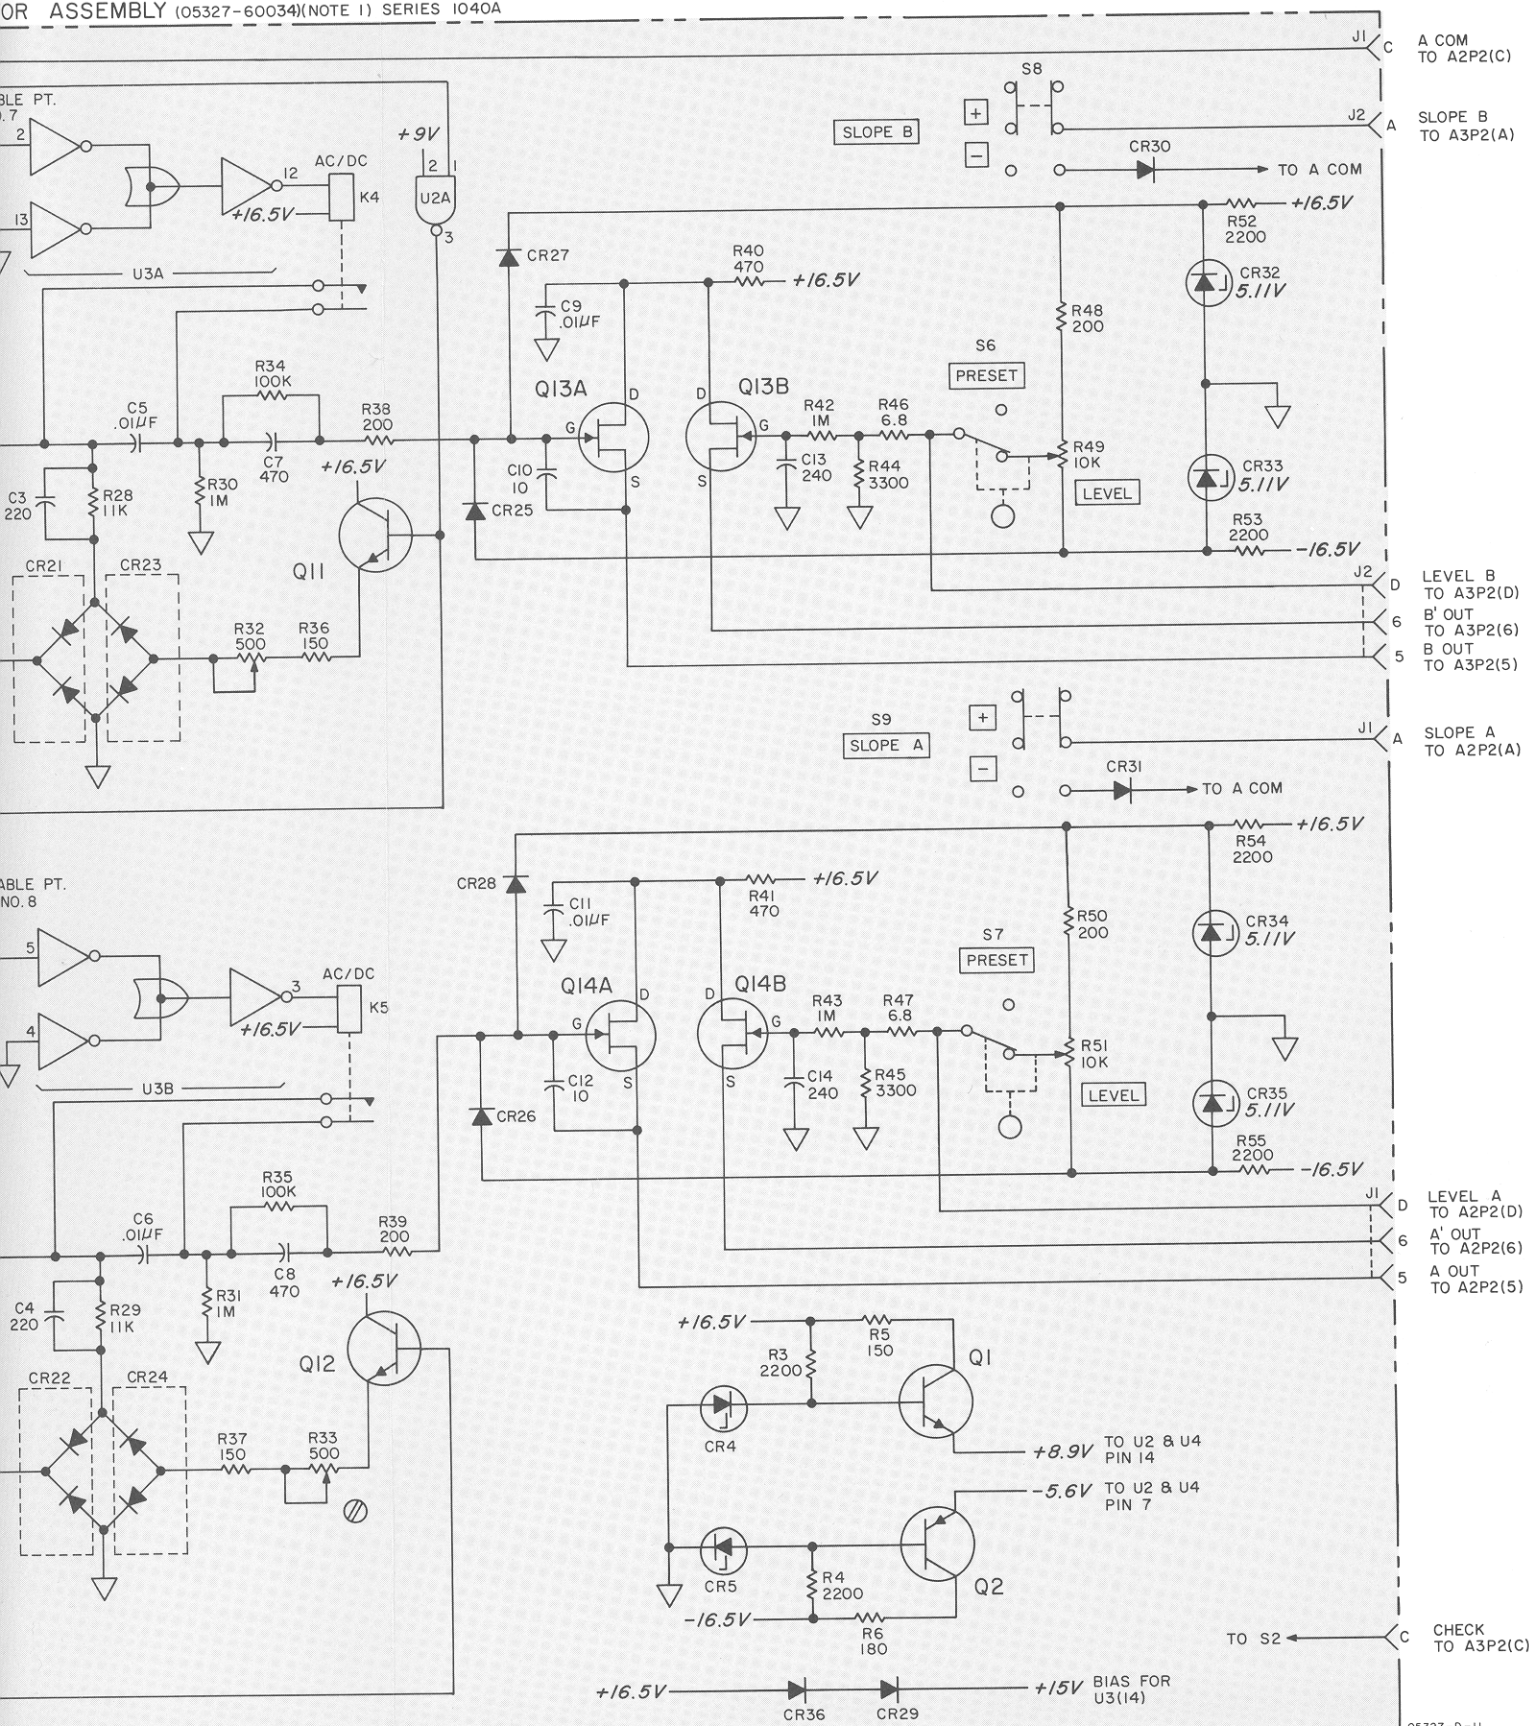 OR ASSEMBLY (05327-60034)(NOTE 1) SERIES 1040A
J1 C A COM
TO A2P2(C)
S8
+
SLOPE B
−
J2 A SLOPE B
TO A3P2(A)
CR30
TO A COM
BLE PT.
.7
2
13
12
AC/DC
K4
+16.5V
+9V
2 1
U2A
3
U3A
CR27
R40
470
+16.5V
C9
.01µF
R52
2200
+16.5V
CR32
5.11V
R48
200
S6
PRESET
R34
100K
C5
.01µF
R38
200
C7
470
+16.5V
Q13A
D
G
S
Q13B
D
G
S
R42
1M
R46
6.8
R49
10K
LEVEL
CR33
5.11V
C10
10
C13
240
R44
3300
R30
1M
C3
220
R28
11K
CR25
R53
2200
−16.5V
Q11
CR21
CR23
R32
500
R36
150
J2 D LEVEL B
TO A3P2(D)
6 B' OUT
TO A3P2(6)
5 B OUT
TO A3P2(5)
S9
SLOPE A
+
−
J1 A SLOPE A
TO A2P2(A)
CR31
TO A COM
ABLE PT.
NO. 8
5
4
3
AC/DC
K5
+16.5V
U3B
CR28
C11
.01µF
R41
470
+16.5V
R54
2200
+16.5V
R50
200
CR34
5.11V
S7
PRESET
Q14A
D
G
S
Q14B
D
G
S
R43
1M
R47
6.8
R51
10K
LEVEL
C12
10
C14
240
R45
3300
CR26
CR35
5.11V
R55
2200
−16.5V
R35
100K
C6
.01µF
R39
200
C8
470
+16.5V
R31
1M
C4
220
R29
11K
J1 D LEVEL A
TO A2P2(D)
6 A' OUT
TO A2P2(6)
5 A OUT
TO A2P2(5)
Q12
CR22
CR24
R37
150
R33
500
+16.5V
R3
2200
R5
150
Q1
CR4
+8.9V TO U2 & U4
PIN 14
−5.6V TO U2 & U4
PIN 7
CR5
R4
2200
Q2
−16.5V
R6
180
TO S2
C CHECK
TO A3P2(C)
+16.5V
CR36
CR29
+15V BIAS FOR
U3(14)